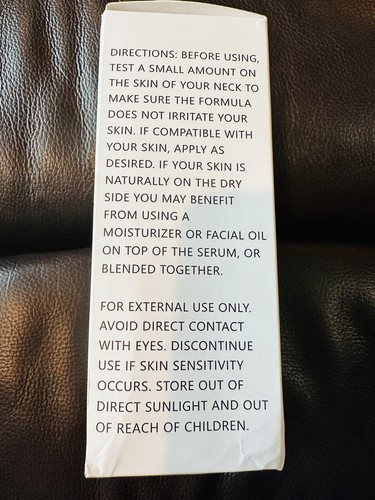 DIRECTIONS: BEFORE USING,
TEST A SMALL AMOUNT ON
THE SKIN OF YOUR NECK TO
MAKE SURE THE FORMULA
DOES NOT IRRITATE YOUR
SKIN. IF COMPATIBLE WITH
YOUR SKIN, APPLY AS
DESIRED. IF YOUR SKIN IS
NATURALLY ON THE DRY
SIDE YOU MAY BENEFIT
FROM USING A
MOISTURIZER OR FACIAL OIL
ON TOP OF THE SERUM, OR
BLENDED TOGETHER.
FOR EXTERNAL USE ONLY.
AVOID DIRECT CONTACT
WITH EYES. DISCONTINUE
USE IF SKIN SENSITIVITY
OCCURS. STORE OUT OF
DIRECT SUNLIGHT AND OUT
OF REACH OF CHILDREN.